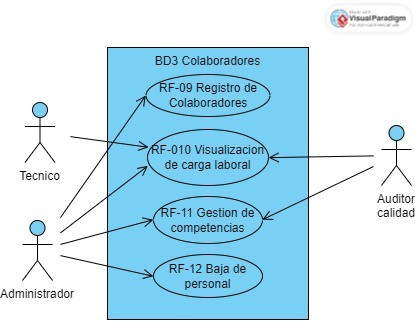 Made with
Visual Paradigm
For non-commercial use
BD3 Colaboradores
RF-09 Registro de
Colaboradores
RF-010 Visualizacion
de carga laboral
Tecnico
Auditor
calidad
RF-11 Gestion de
competencias
RF-12 Baja de
personal
Administrador